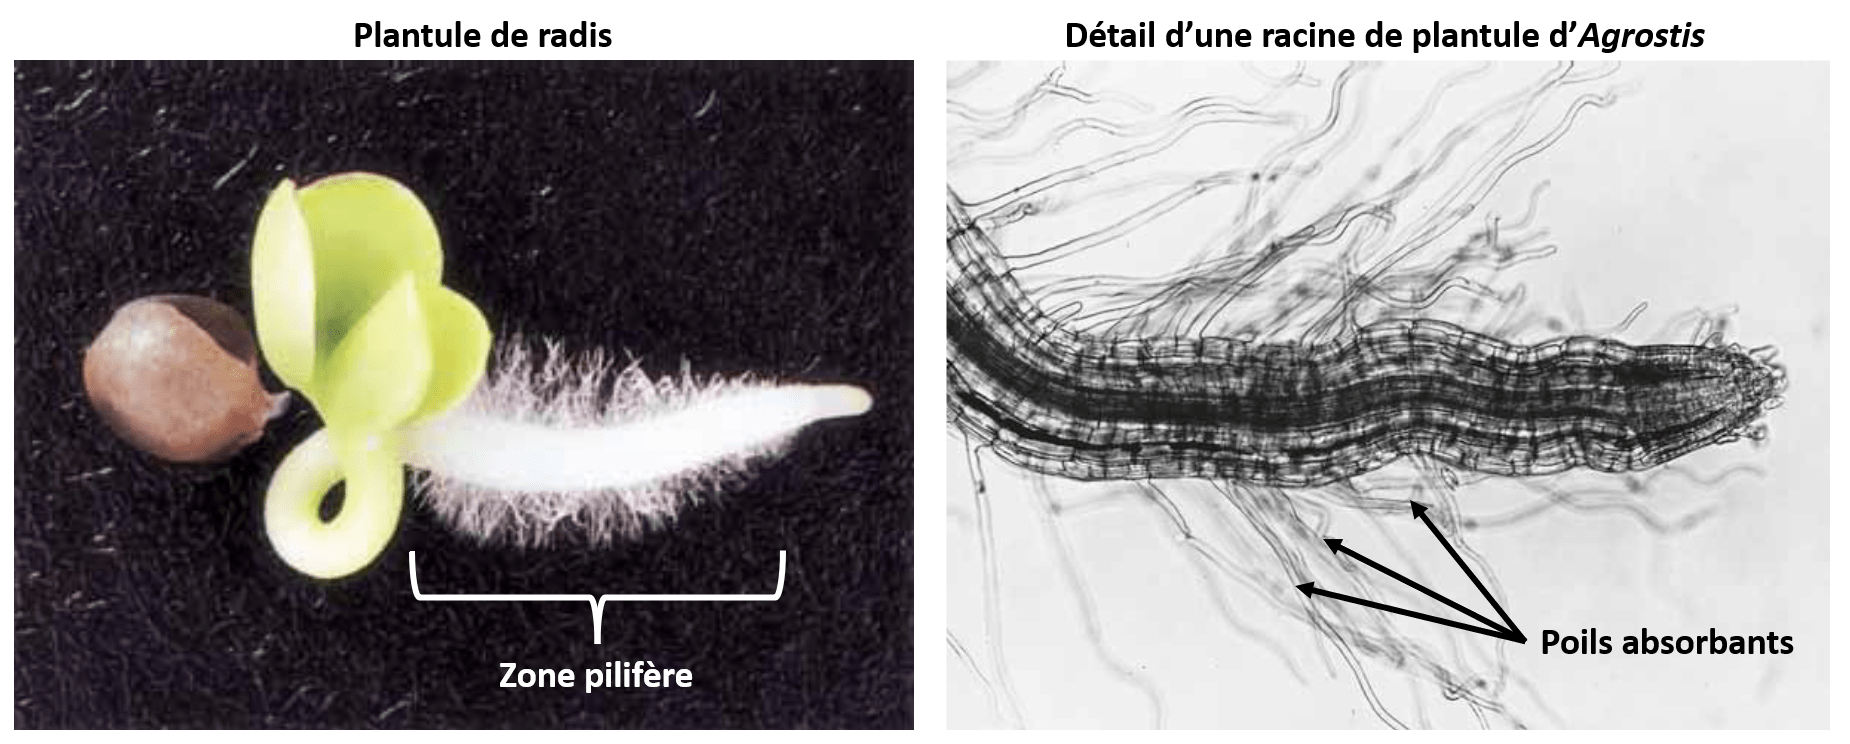 Plantule de radis
Détail d’une racine de plantule d’Agrostis
Zone pilifère
Poils absorbants